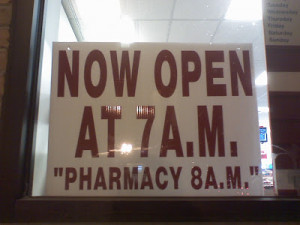 NOW OPEN
AT 7A.M.
"PHARMACY 8A.M."